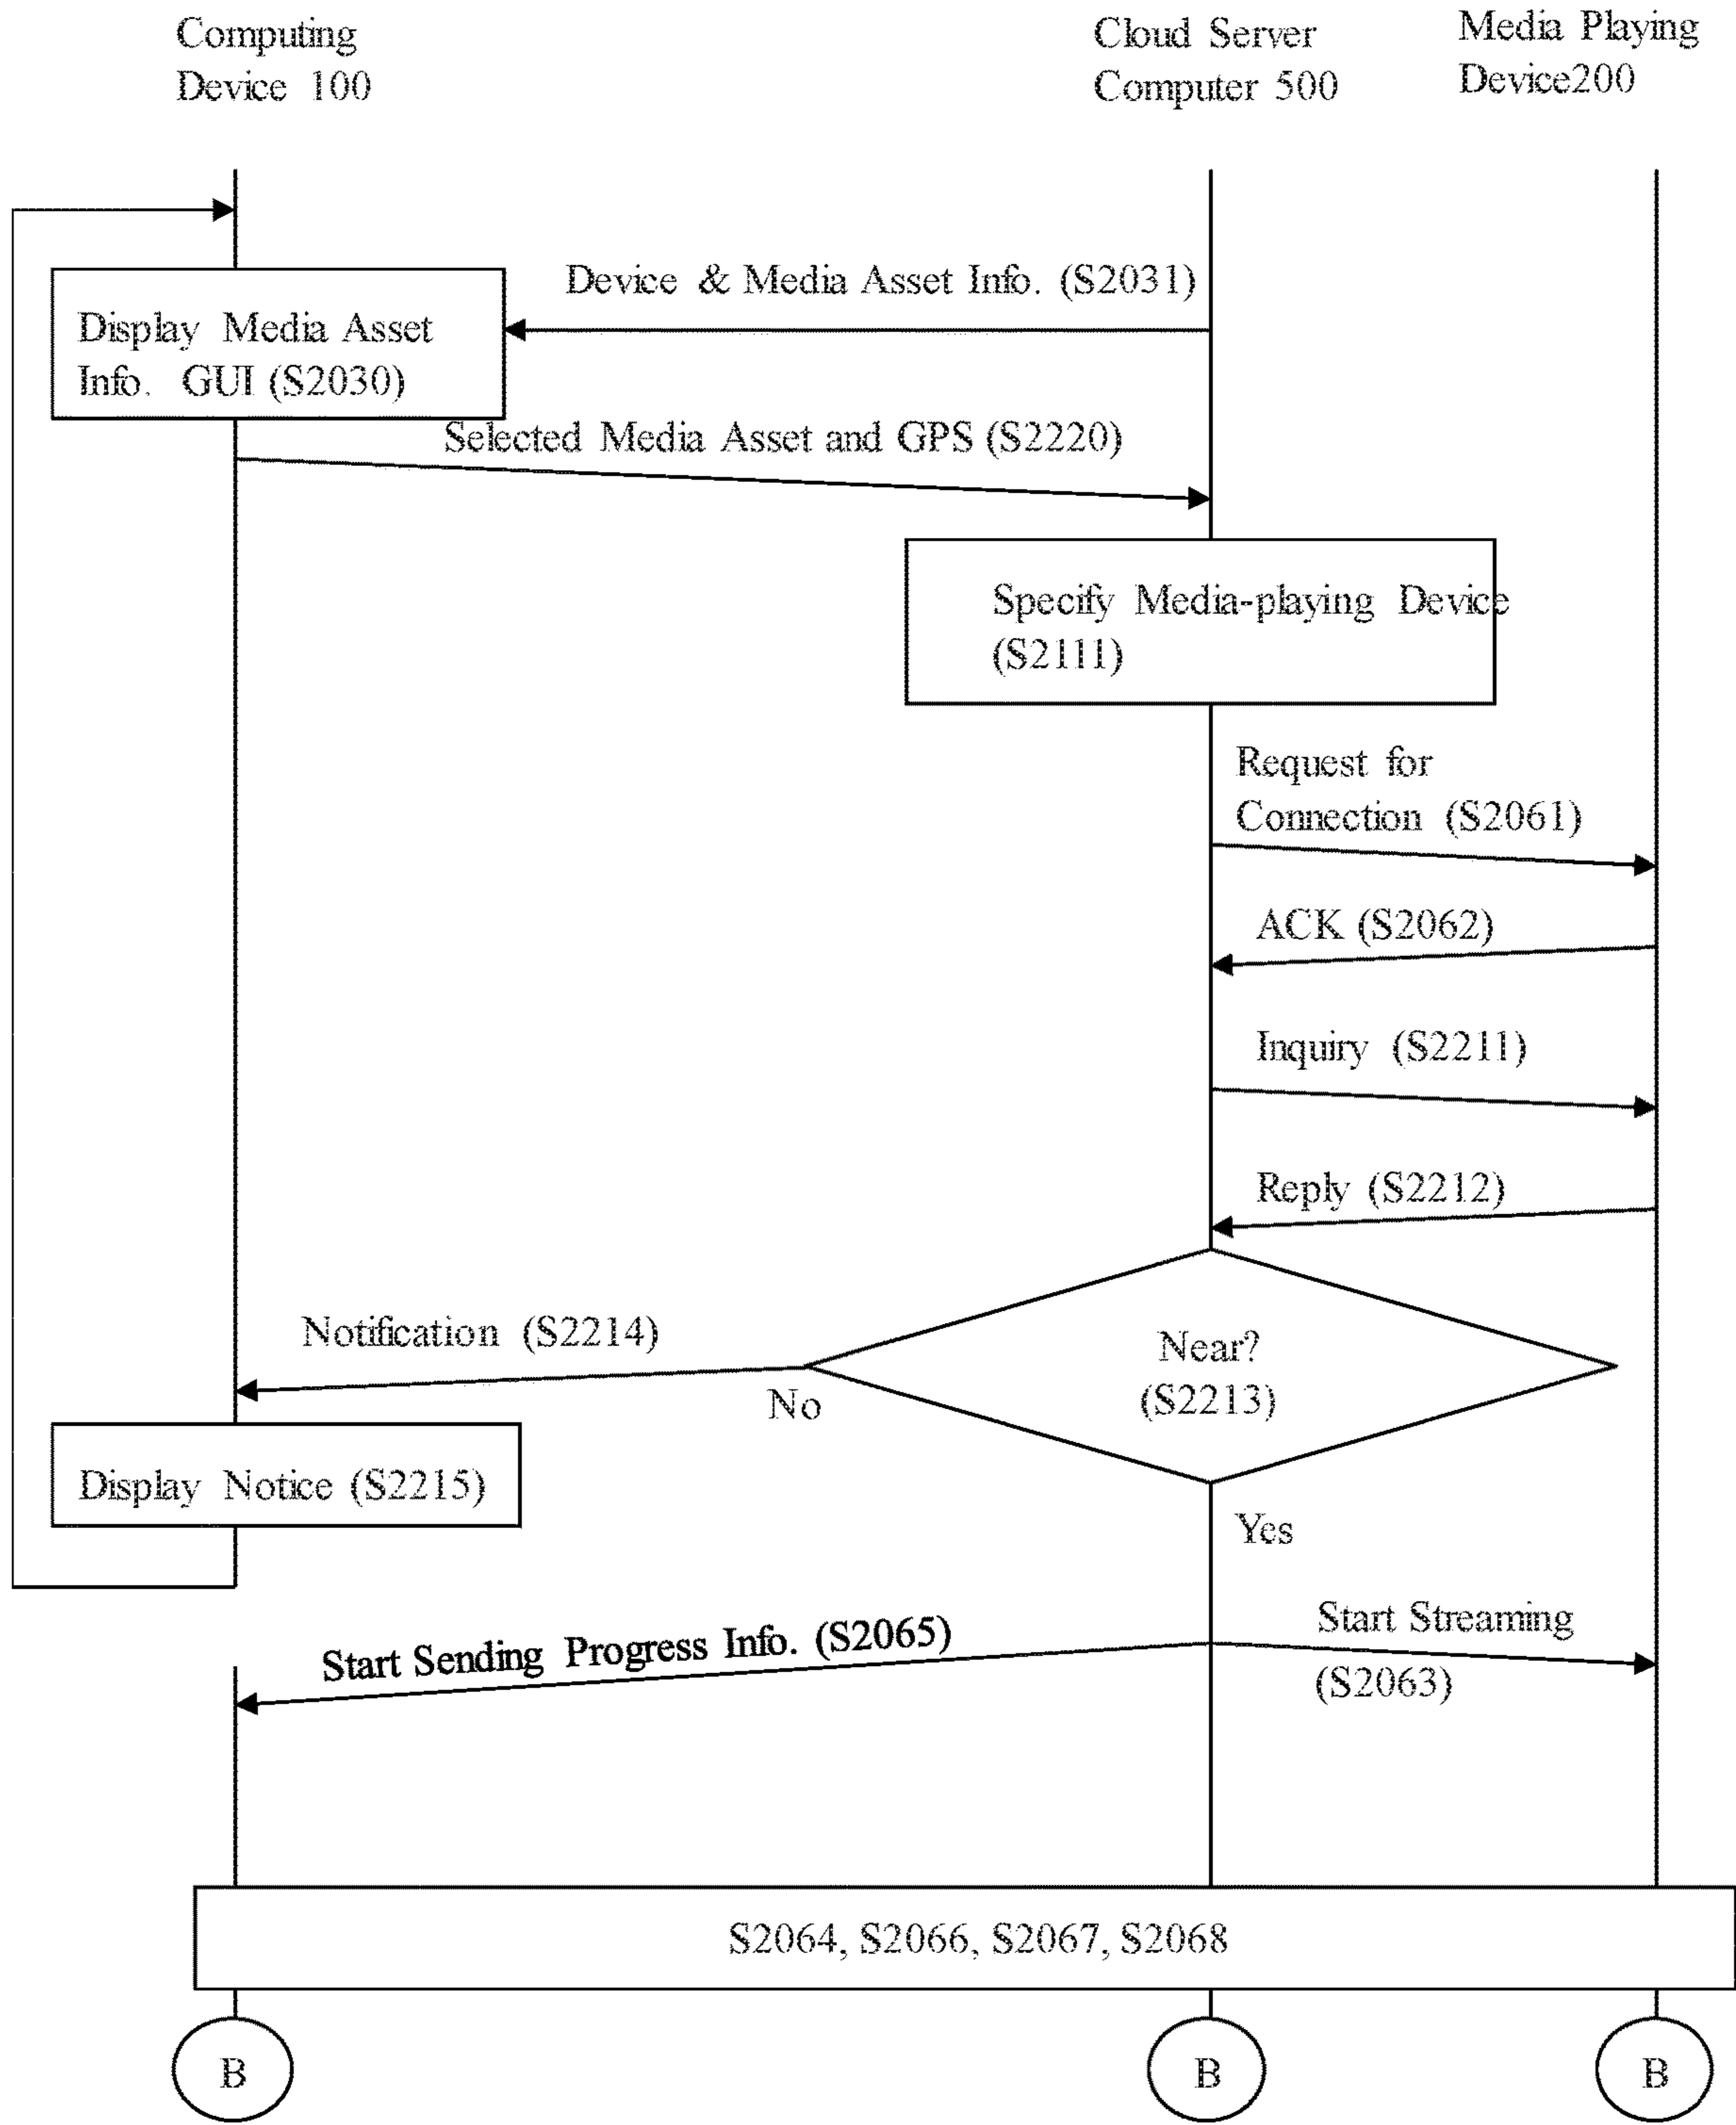 Computing
Device 100
Cloud Server
Computer 500
Media Playing
Device200
Device & Media Asset Info. (S2031)
Display Media Asset
Info. GUI (S2030)
Selected Media Asset and GPS (S2220)
Specify Media-playing Device
(S2111)
Request for
Connection (S2061)
ACK (S2062)
Inquiry (S2211)
Reply (S2212)
Near?
(S2213)
Notification (S2214)
No
Display Notice (S2215)
Yes
Start Sending Progress Info. (S2065)
Start Streaming
(S2063)
S2064, S2066, S2067, S2068
B
B
B